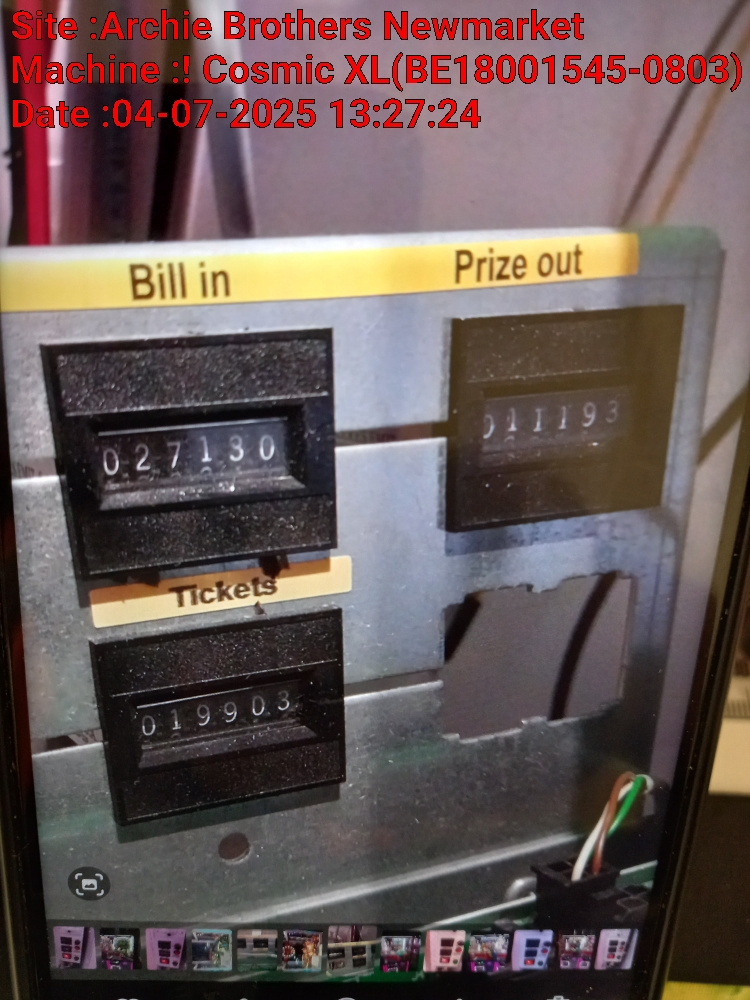 Site :Archie Brothers Newmarket
Machine :! Cosmic XL(BE18001545-0803)
Date :04-07-2025 13:27:24
Bill in
Prize out
027130
011193
Tickets
019903